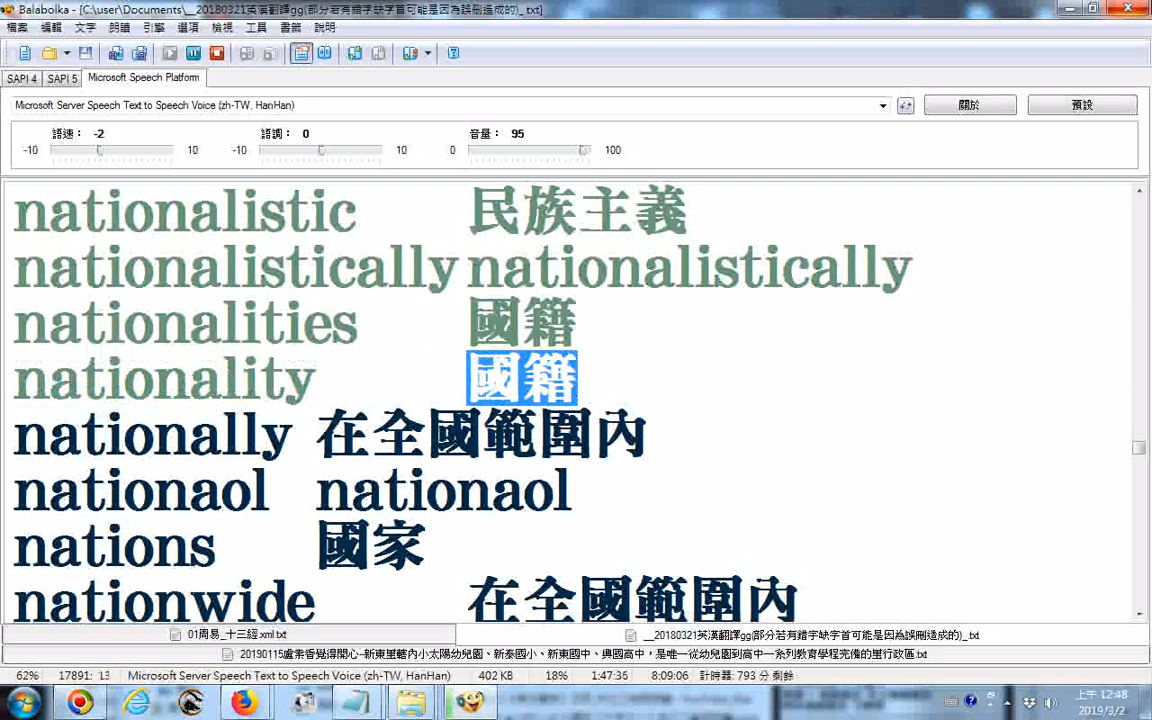 Balabolka - [C:\user\Documents\__20180321英漢翻譯gg(部分若有錯字缺字首可能是因為誤刪造成的)_.txt]
檔案 編輯 文字 朗讀 引擎 選項 檢視 工具 書籤 說明
SAPI 4 SAPI 5 Microsoft Speech Platform
Microsoft Server Speech Text to Speech Voice (zh-TW, HanHan) 關於 預設
語速： -2 語調： 0 音量： 95
-10 10 -10 10 0 100
nationalistic 民族主義
nationalistically nationalistically
nationalities 國籍
nationality 國籍
nationally 在全國範圍內
nationaol nationaol
nations 國家
nationwide 在全國範圍內
01周易_十三經.xml.txt __20180321英漢翻譯gg(部分若有錯字缺字首可能是因為誤刪造成的)_.txt
20190115盧素香覺得開心-新東里轄內小太陽幼兒園、新泰國小、新東國中、興國高中，是唯一從幼兒園到高中一系列教育學程完備的里行政區.txt
62% 17891: 13 Microsoft Server Speech Text to Speech Voice (zh-TW, HanHan) 402 KB 18% 1:47:36 8:09:06 計時器: 793 分 剩餘
上午 12:48
2019/3/2